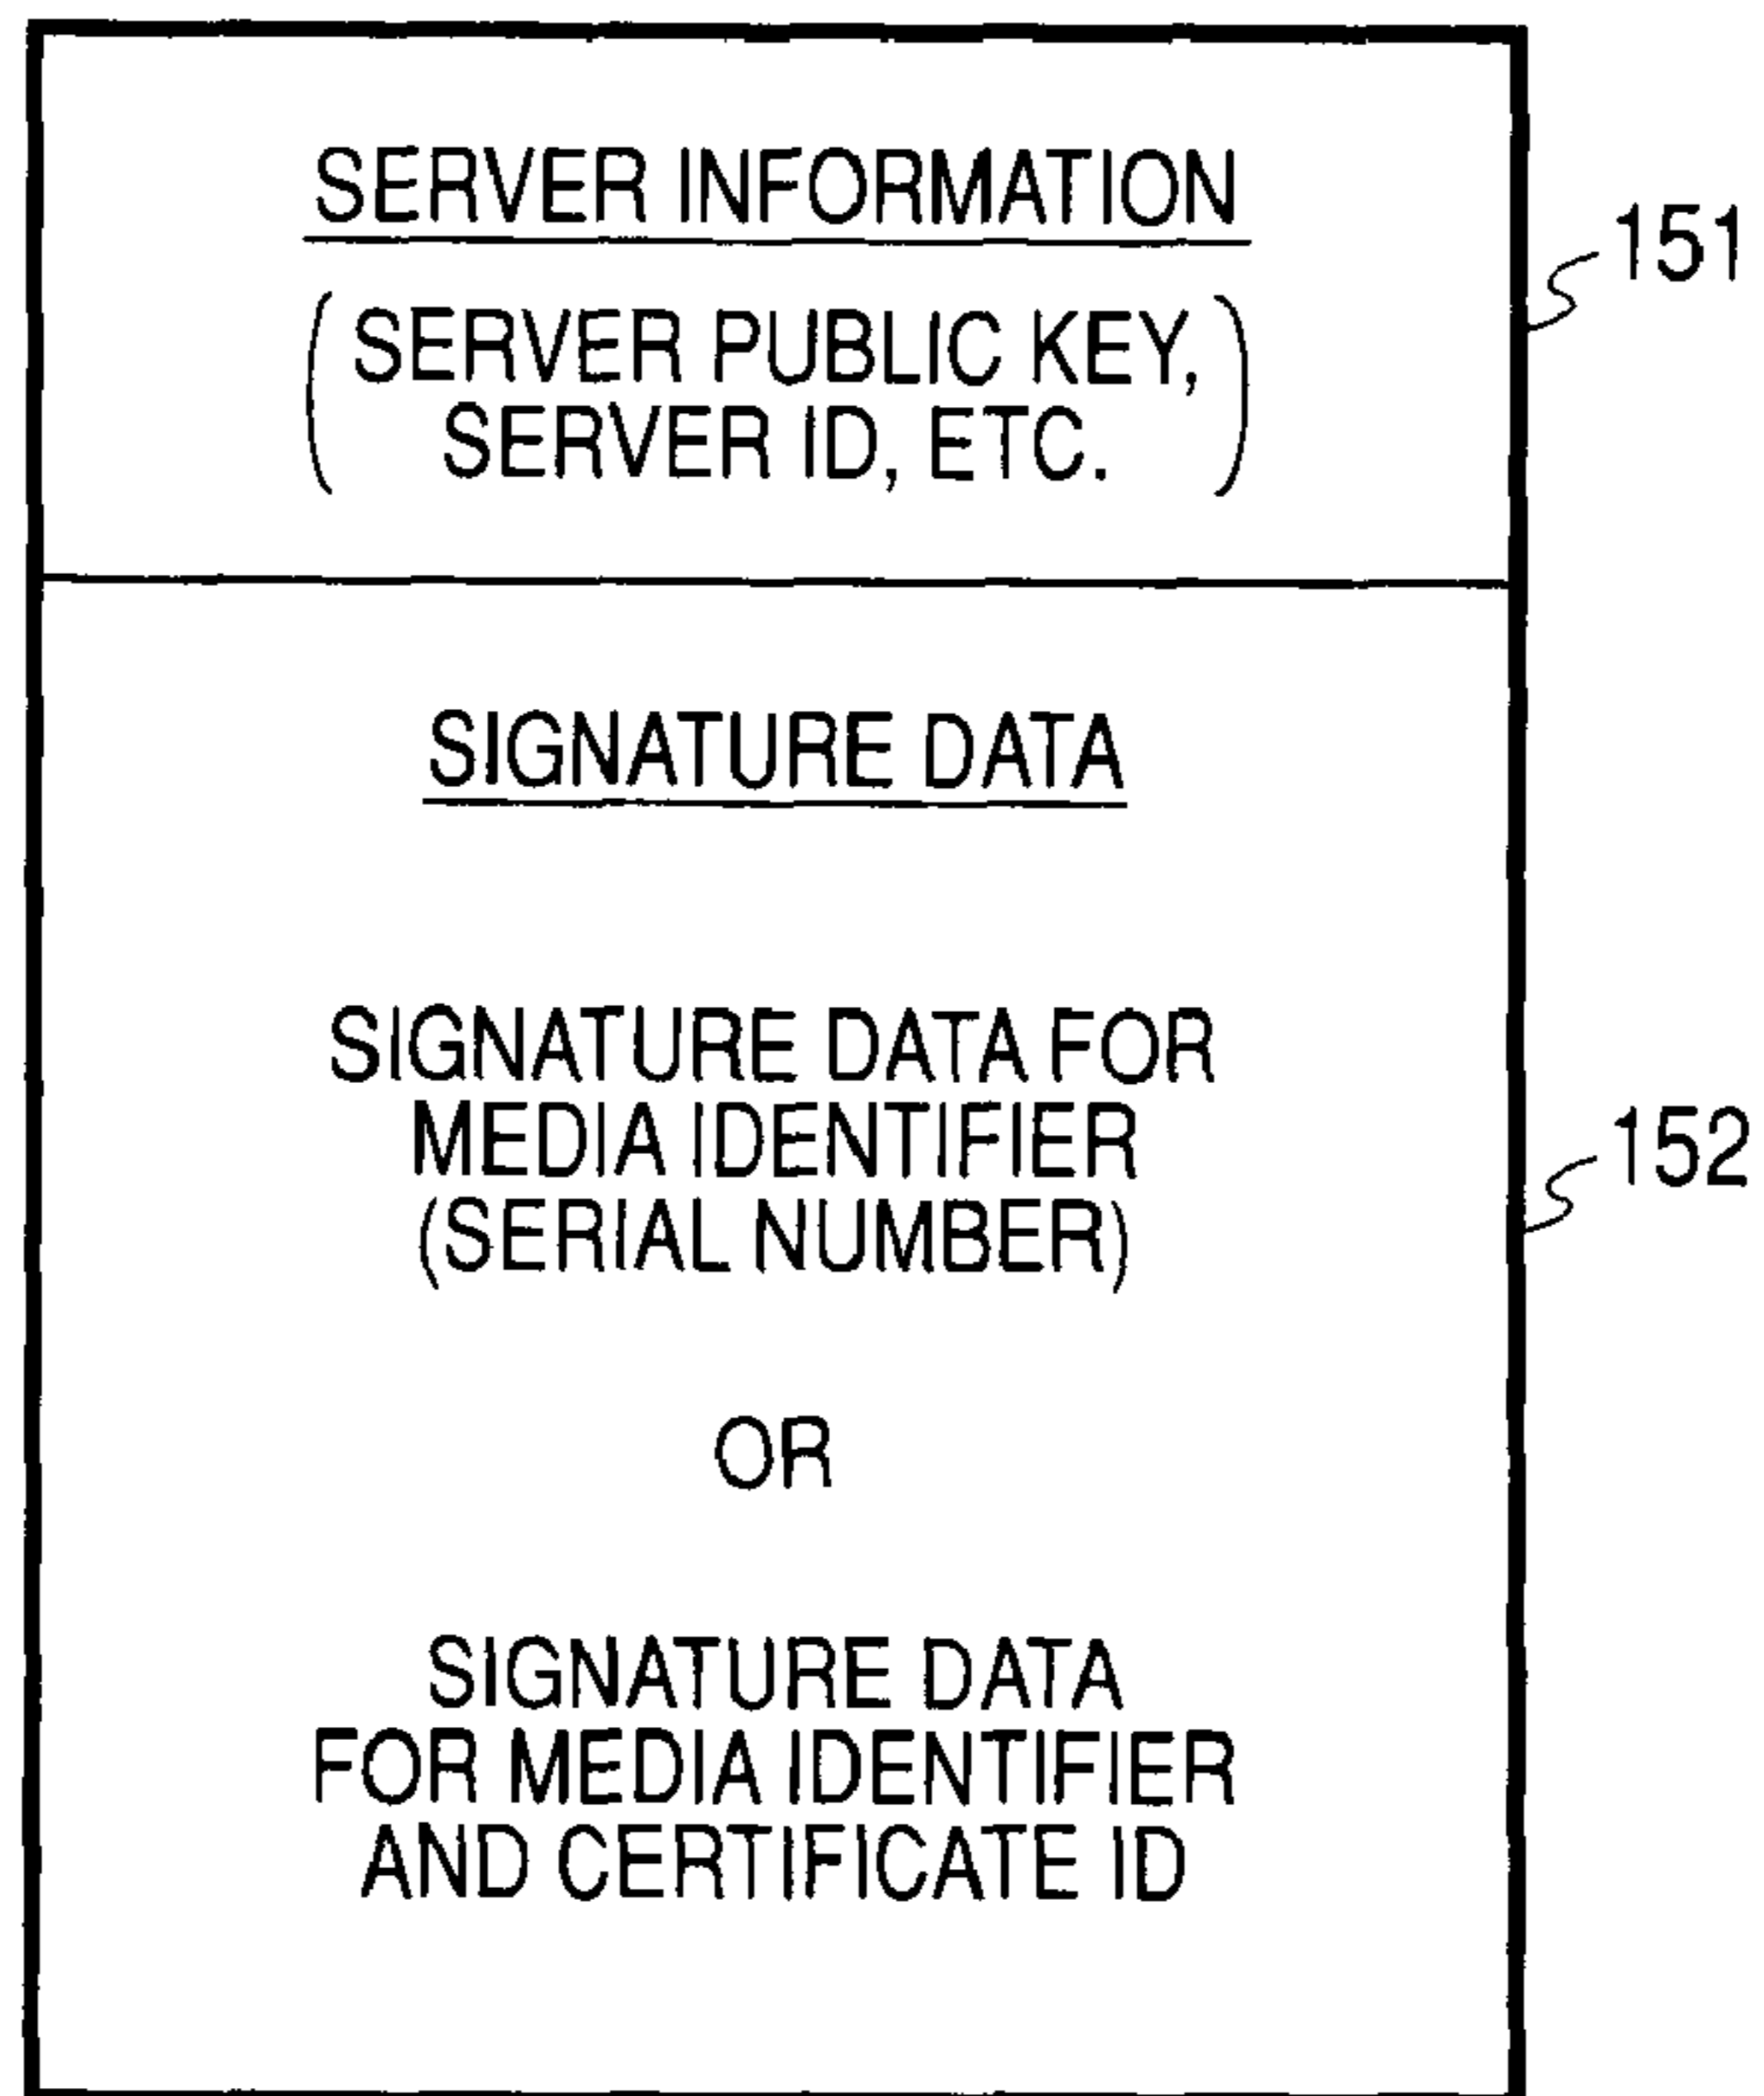 SERVER INFORMATION
(SERVER PUBLIC KEY,
SERVER ID, ETC.)
151
SIGNATURE DATA
SIGNATURE DATA FOR
MEDIA IDENTIFIER
(SERIAL NUMBER)
152
OR
SIGNATURE DATA
FOR MEDIA IDENTIFIER
AND CERTIFICATE ID